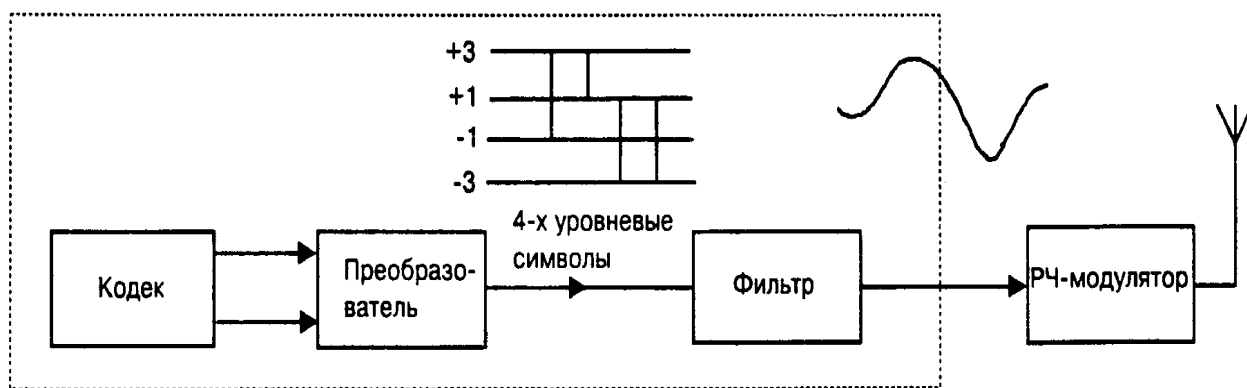 +3
+1
-1
-3
4-х уровневые
символы
Кодек
Преобразо-
ватель
Фильтр
РЧ-модулятор